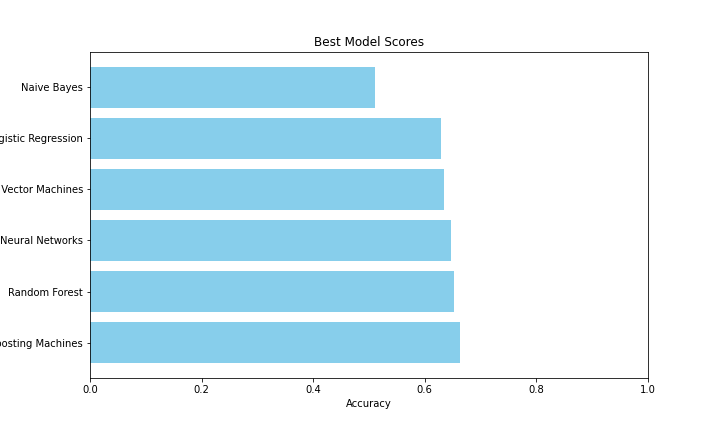 Best Model Scores
Naive Bayes
gistic Regression
Vector Machines
Neural Networks
Random Forest
osting Machines
0.0 0.2 0.4 0.6 0.8 1.0
Accuracy